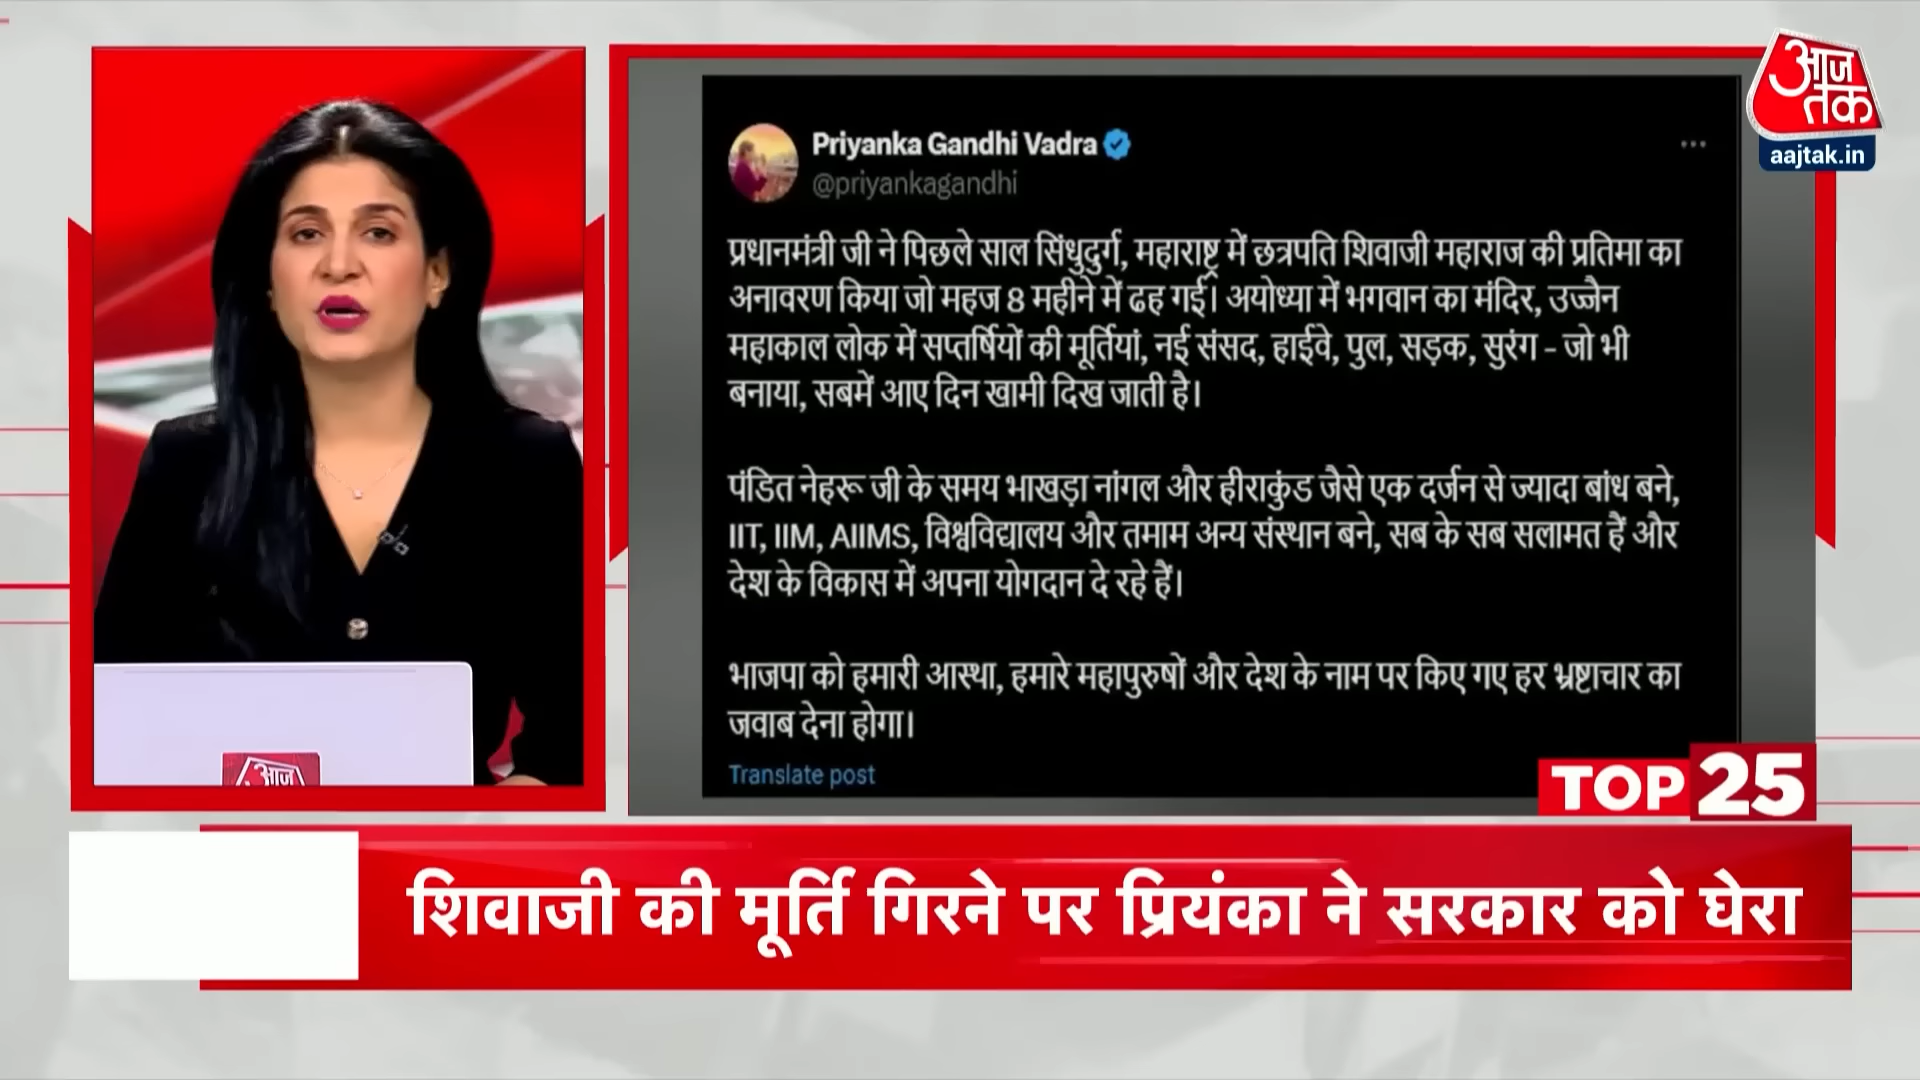 आज
तक
aajtak.in
Priyanka Gandhi Vadra
@priyankagandhi
प्रधानमंत्री जी ने पिछले साल सिंधुदुर्ग, महाराष्ट्र में छत्रपति शिवाजी महाराज की प्रतिमा का
अनावरण किया जो महज 8 महीने में ढह गई। अयोध्या में भगवान का मंदिर, उज्जैन
महाकाल लोक में सप्तर्षियों की मूर्तियां, नई संसद, हाईवे, पुल, सड़क, सुरंग - जो भी
बनाया, सबमें आए दिन खामी दिख जाती है।
पंडित नेहरू जी के समय भाखड़ा नांगल और हीराकुंड जैसे एक दर्जन से ज्यादा बांध बने,
IIT, IIM, AIIMS, विश्वविद्यालय और तमाम अन्य संस्थान बने, सब के सब सलामत हैं और
देश के विकास में अपना योगदान दे रहे हैं।
भाजपा को हमारी आस्था, हमारे महापुरुषों और देश के नाम पर किए गए हर भ्रष्टाचार का
जवाब देना होगा।
Translate post
आज
TOP 25
शिवाजी की मूर्ति गिरने पर प्रियंका ने सरकार को घेरा